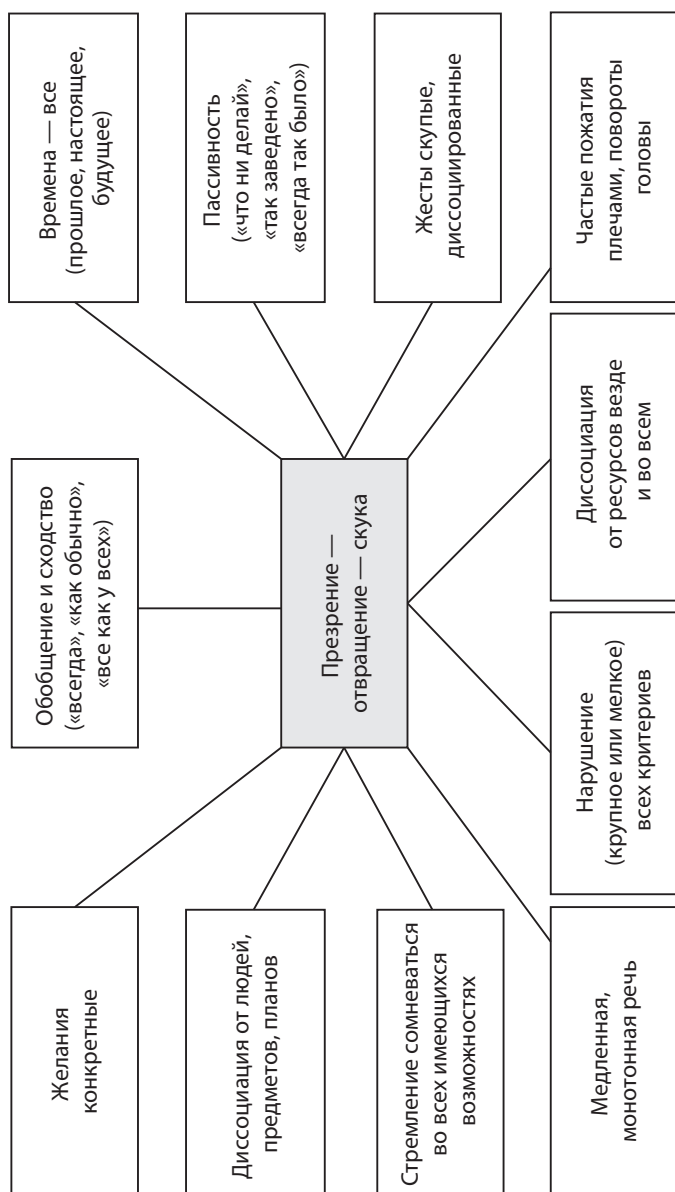 Желания
конкретные
Обобщение и сходство
(«всегда», «как обычно»,
«все как у всех»)
Времена — все
(прошлое, настоящее,
будущее)
Диссоциация от людей,
предметов, планов
Пассивность
(«что ни делай»,
«так заведено»,
«всегда так было»)
Презрение —
отвращение — скука
Стремление сомневаться
во всех имеющихся
возможностях
Жесты скупые,
диссоциированные
Медленная,
монотонная речь
Нарушение
(крупное или мелкое)
всех критериев
Диссоциация
от ресурсов везде
и во всем
Частые пожатия
плечами, повороты
головы